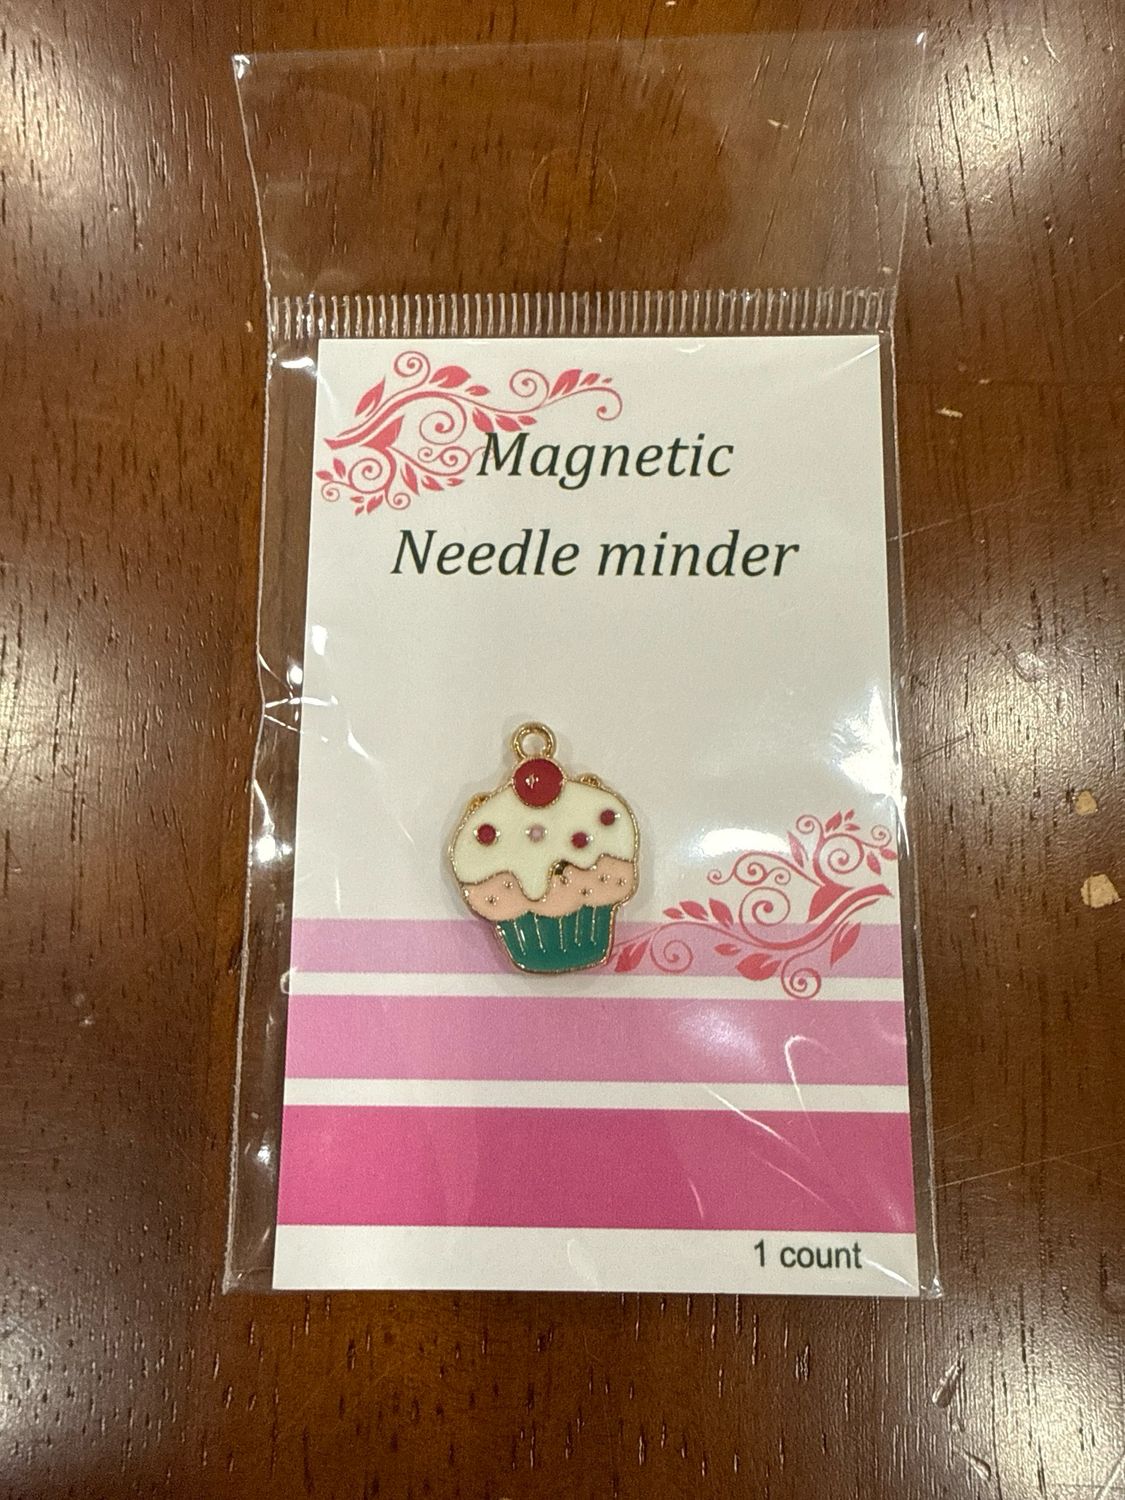 Magnetic
Needle minder
1 count